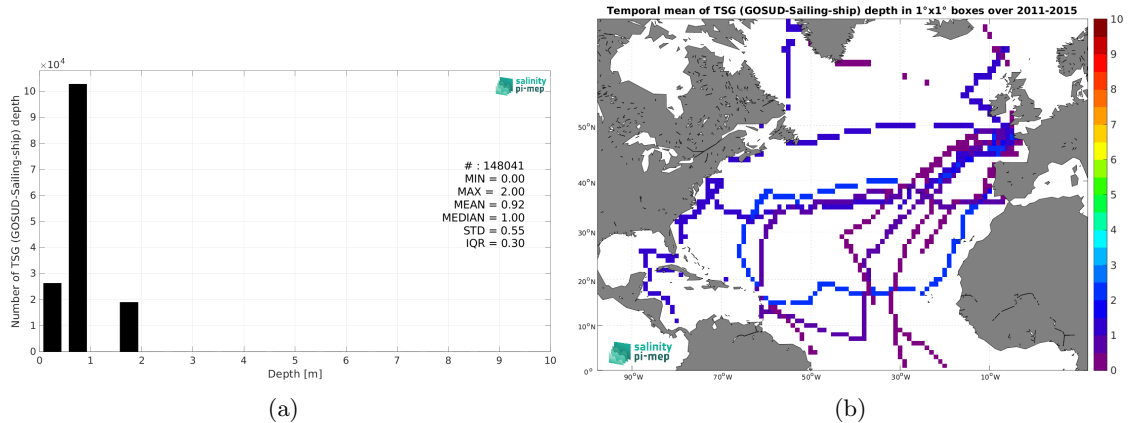 ×10⁴
10
9
8
7
6
5
4
3
2
1
0
Number of TSG (GOSUD-Sailing-ship) depth
salinity
pi-mep
# : 148041
MIN = 0.00
MAX = 2.00
MEAN = 0.92
MEDIAN = 1.00
STD = 0.55
IQR = 0.30
0 1 2 3 4 5 6 7 8 9 10
Depth [m]
(a)
Temporal mean of TSG (GOSUD-Sailing-ship) depth in 1°x1° boxes over 2011-2015
50°N
40°N
30°N
20°N
10°N
0°
salinity
pi-mep
90°W 70°W 50°W 30°W 10°W
10
9
8
7
6
5
4
3
2
1
0
(b)